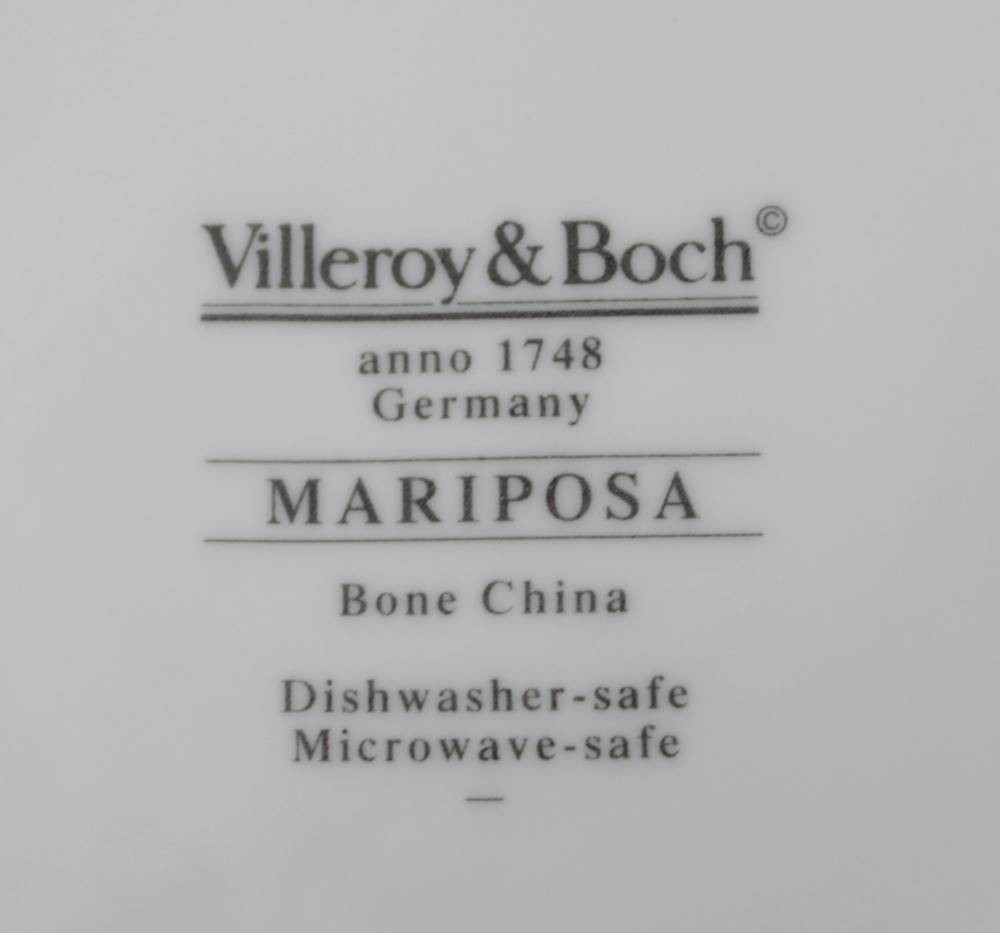 Villeroy & Boch©
anno 1748
Germany
MARIPOSA
Bone China
Dishwasher-safe
Microwave-safe
—